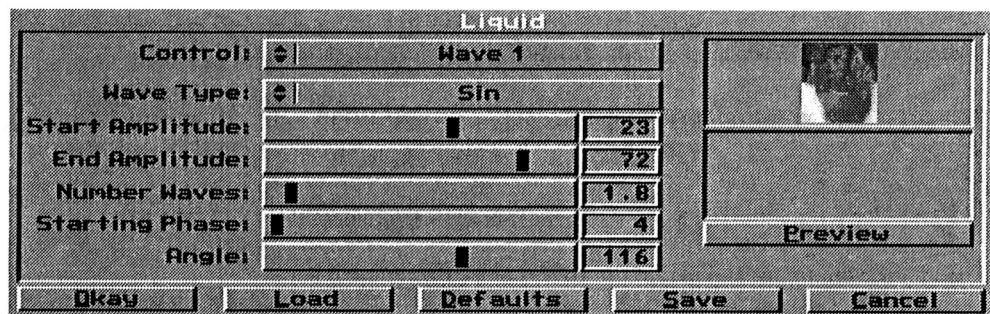 Liquid
Control: Wave 1
Wave Type: Sin
Start Amplitude: 23
End Amplitude: 72
Number Waves: 1.8
Starting Phase: 4
Angle: 116
Preview
Okay Load Defaults Save Cancel